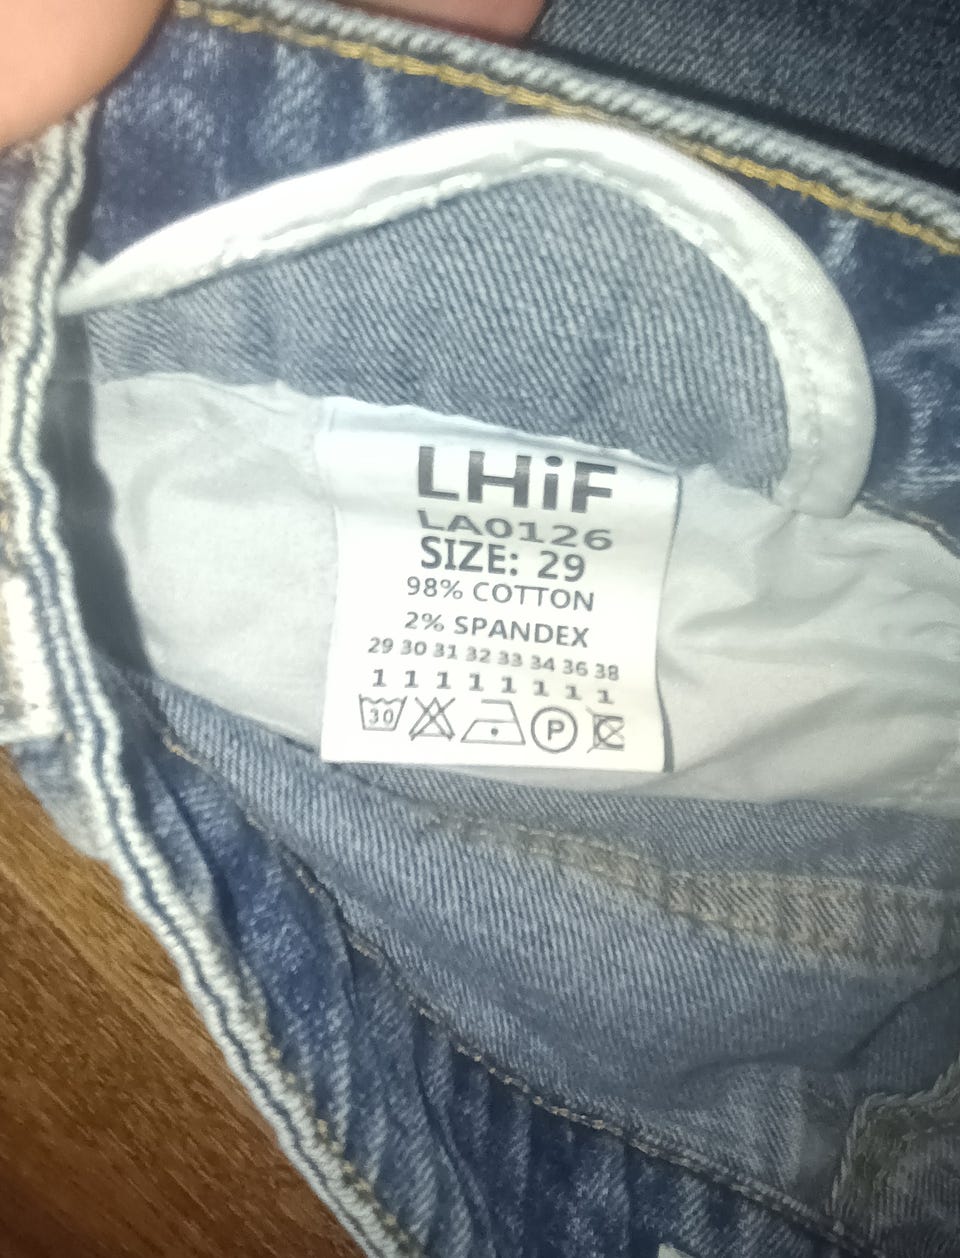 LHiF
LA0126
SIZE: 29
98% COTTON
2% SPANDEX
29 30 31 32 33 34 36 38
1 1 1 1 1 1 1 1
30 P